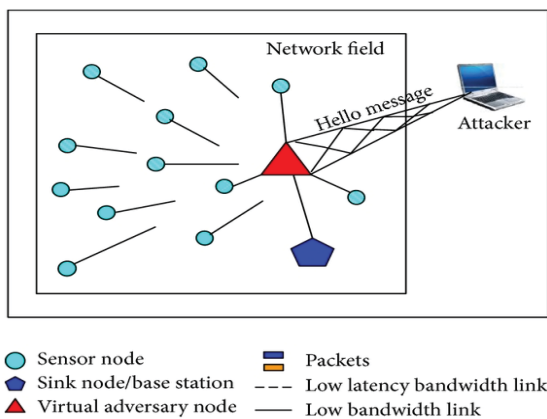 Network field
Hello message
Attacker
Sensor node
Sink node/base station
Virtual adversary node
Packets
Low latency bandwidth link
Low bandwidth link